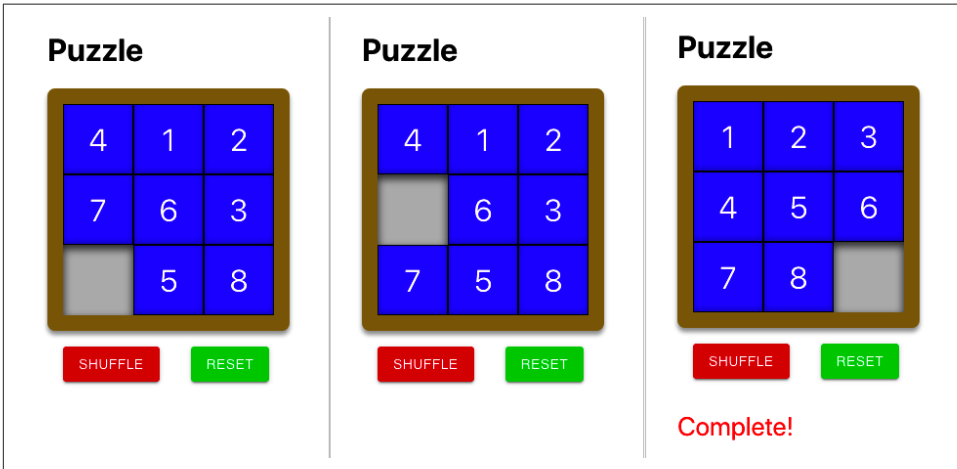 Puzzle
4 1 2
7 6 3
5 8
SHUFFLE RESET
Puzzle
4 1 2
6 3
7 5 8
SHUFFLE RESET
Puzzle
1 2 3
4 5 6
7 8
SHUFFLE RESET
Complete!